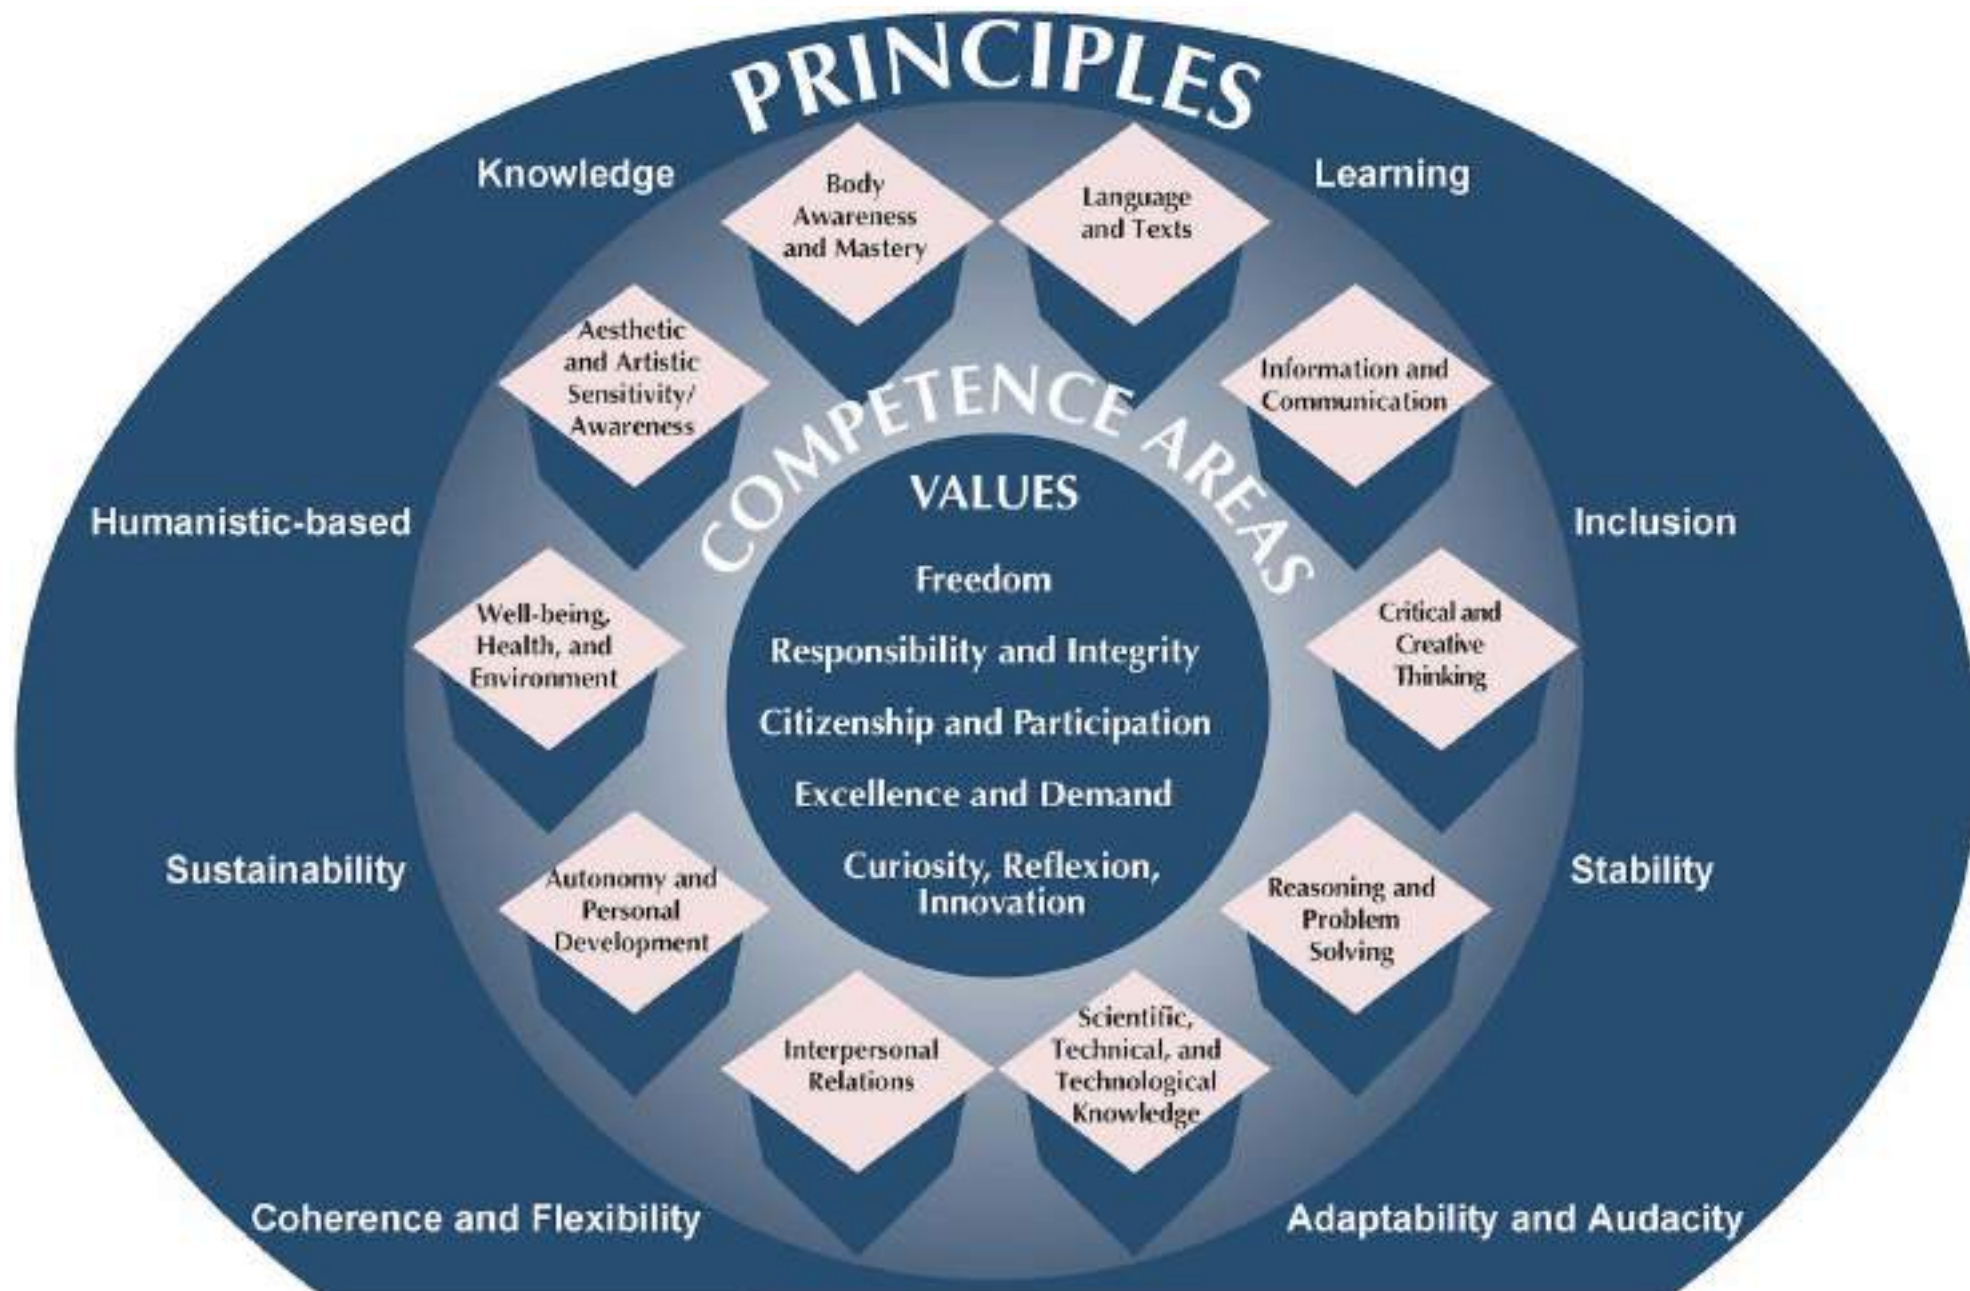 PRINCIPLES
Knowledge
Learning
Body
Awareness
and Mastery
Language
and Texts
Aesthetic
and Artistic
Sensitivity/
Awareness
Information and
Communication
COMPETENCE AREAS
Humanistic-based
Inclusion
VALUES
Freedom
Responsibility and Integrity
Citizenship and Participation
Excellence and Demand
Curiosity, Reflexion,
Innovation
Well-being,
Health, and
Environment
Critical and
Creative
Thinking
Sustainability
Stability
Autonomy and
Personal
Development
Reasoning and
Problem
Solving
Interpersonal
Relations
Scientific,
Technical, and
Technological
Knowledge
Coherence and Flexibility
Adaptability and Audacity